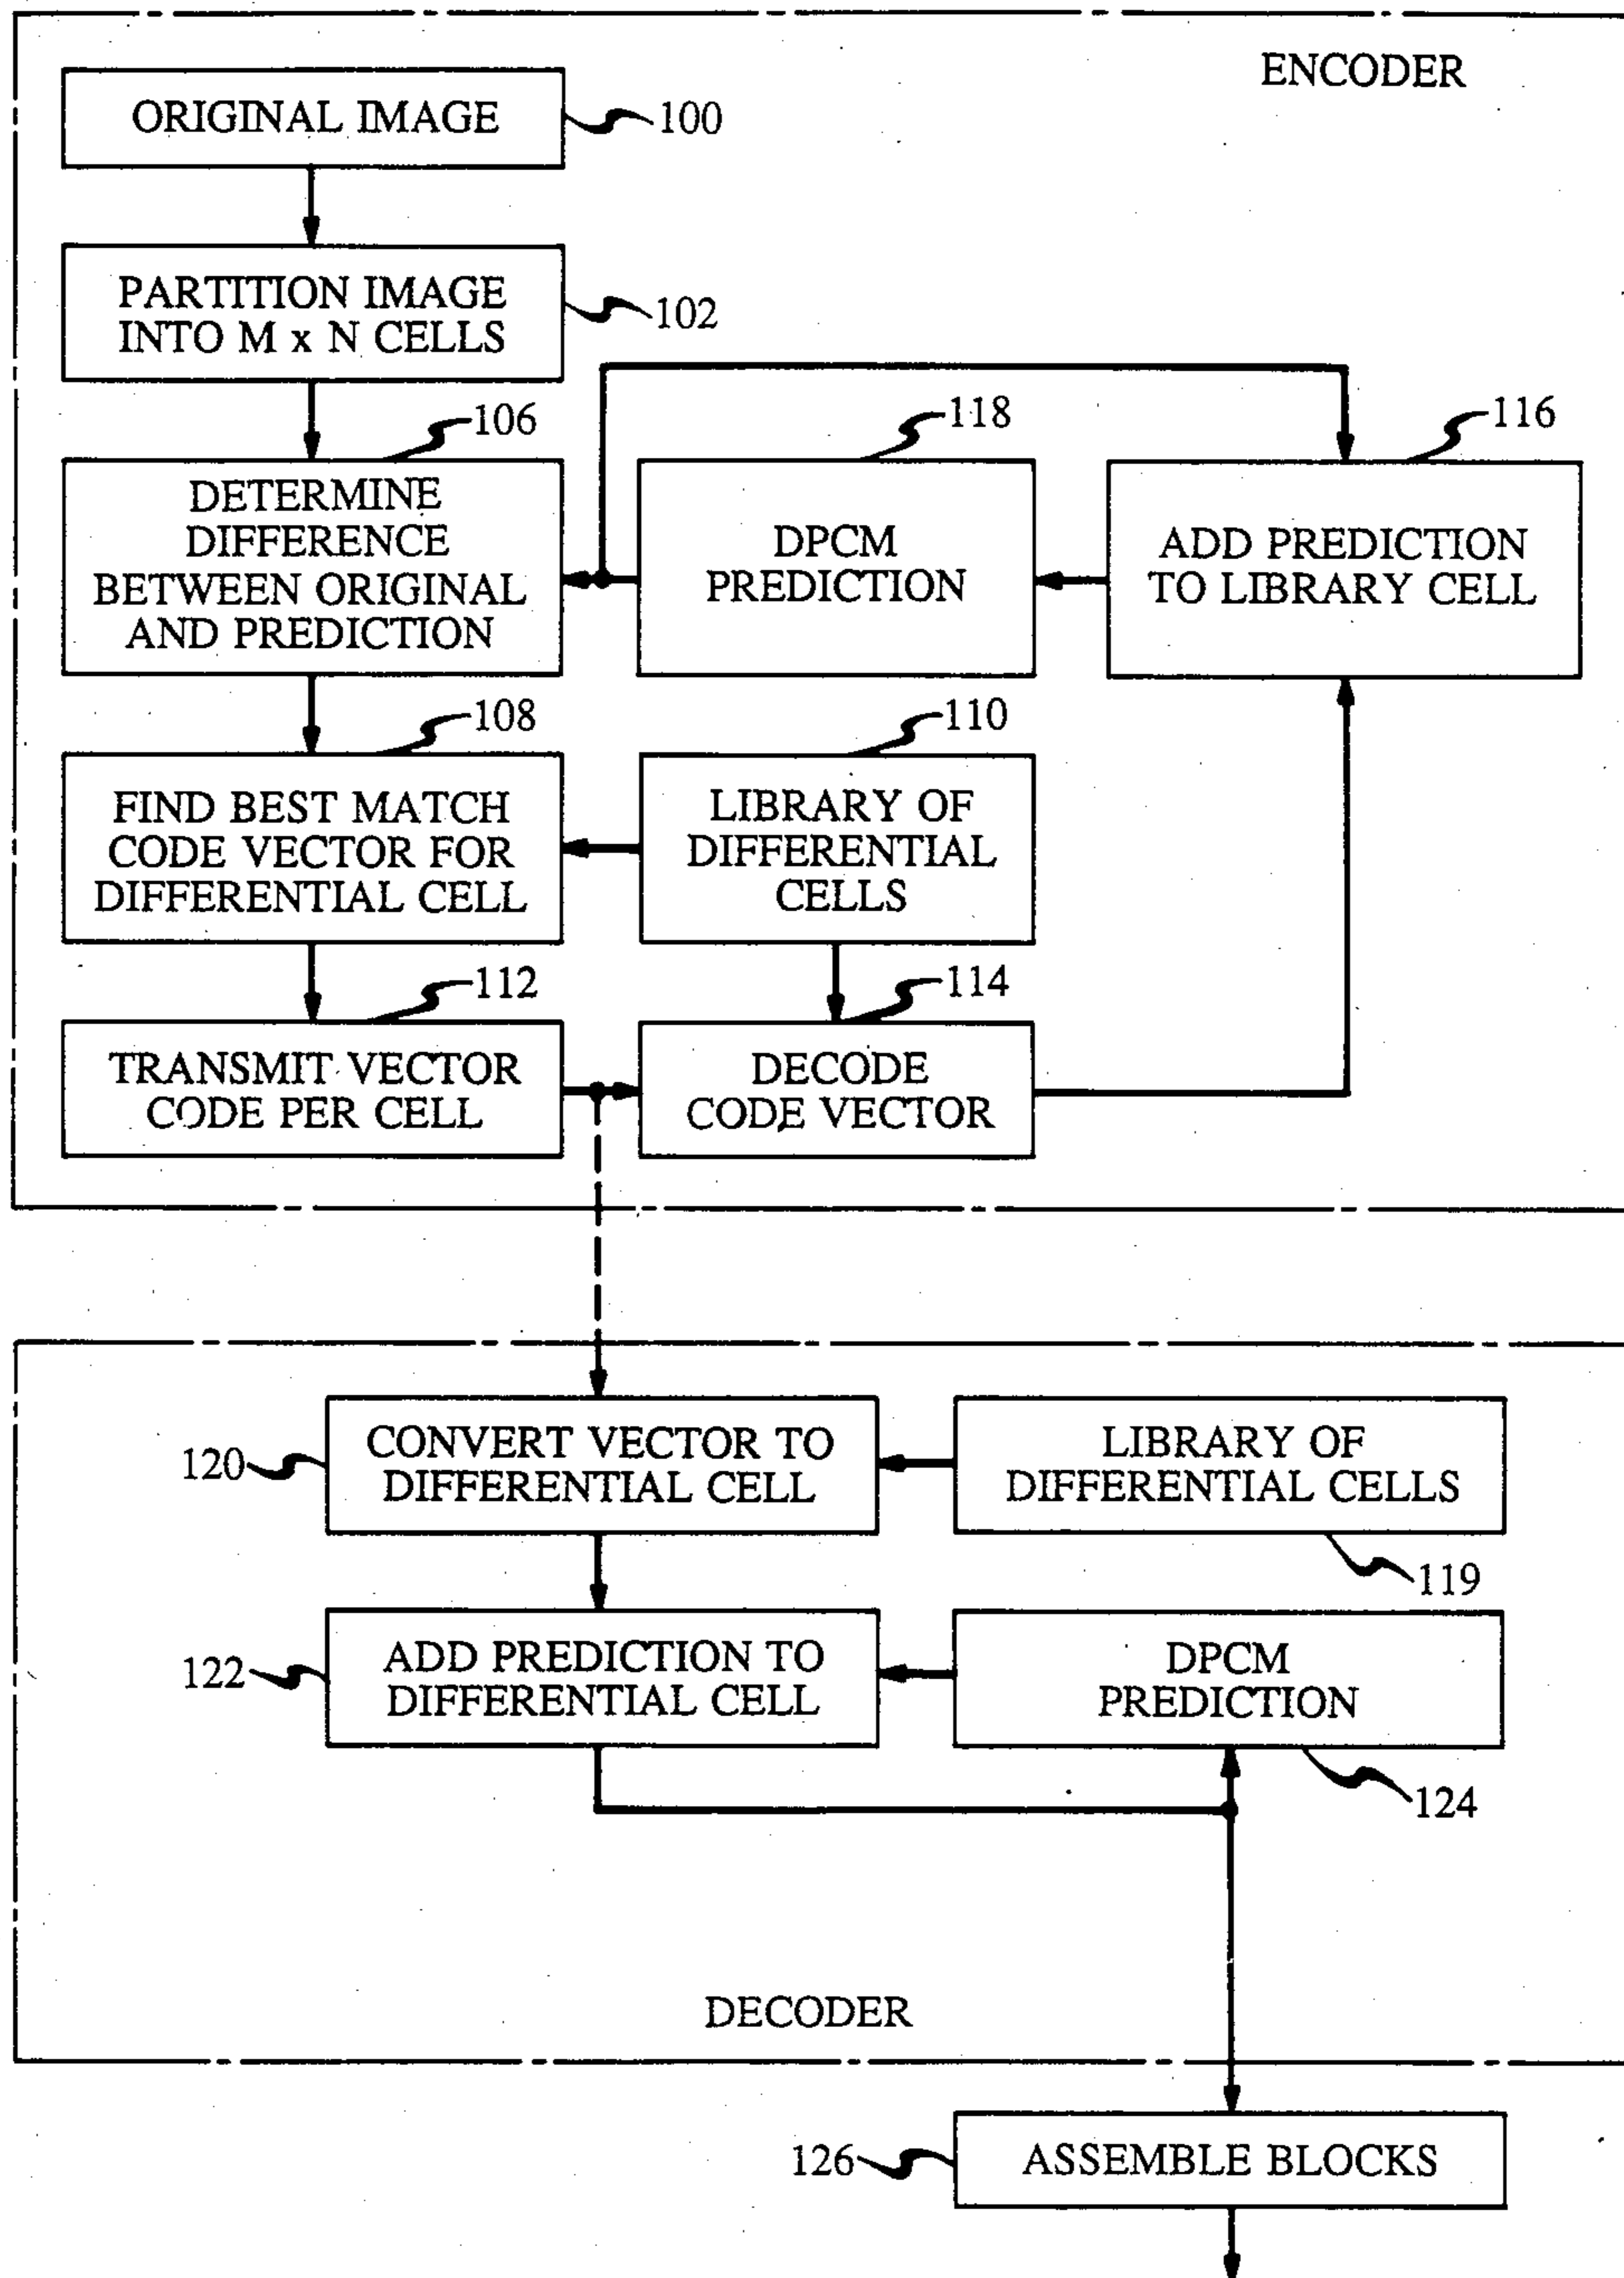 ENCODER
ORIGINAL IMAGE
100
PARTITION IMAGE
INTO M x N CELLS
102
106
DETERMINE
DIFFERENCE
BETWEEN ORIGINAL
AND PREDICTION
118
DPCM
PREDICTION
116
ADD PREDICTION
TO LIBRARY CELL
108
FIND BEST MATCH
CODE VECTOR FOR
DIFFERENTIAL CELL
110
LIBRARY OF
DIFFERENTIAL
CELLS
112
TRANSMIT VECTOR
CODE PER CELL
114
DECODE
CODE VECTOR
120
CONVERT VECTOR TO
DIFFERENTIAL CELL
LIBRARY OF
DIFFERENTIAL CELLS
119
122
ADD PREDICTION TO
DIFFERENTIAL CELL
DPCM
PREDICTION
124
DECODER
126
ASSEMBLE BLOCKS